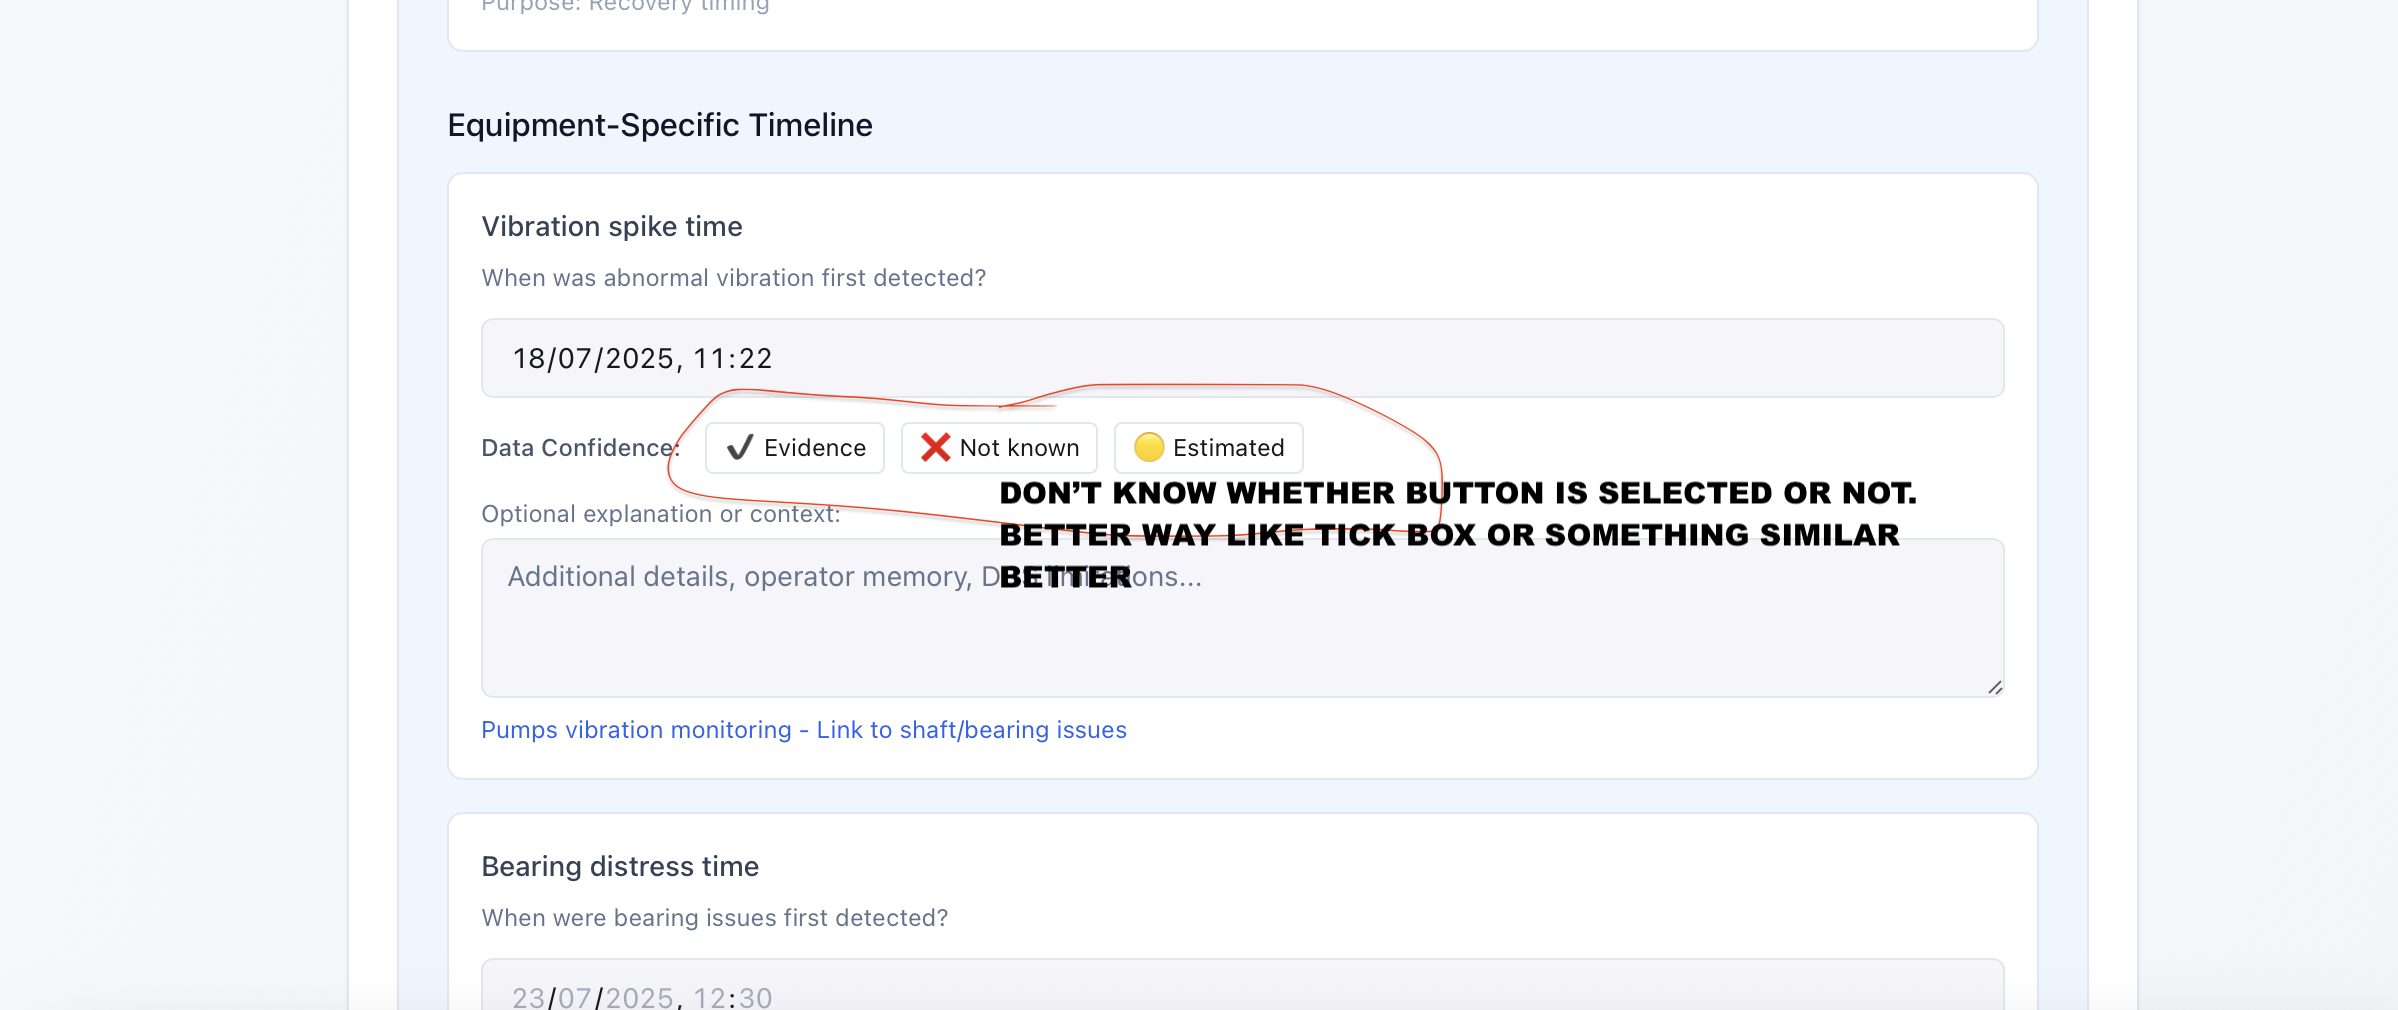 Purpose: Recovery timing
Equipment-Specific Timeline
Vibration spike time
When was abnormal vibration first detected?
18/07/2025, 11:22
Data Confidence: ✔ Evidence ❌ Not known 🟡 Estimated
DON’T KNOW WHETHER BUTTON IS SELECTED OR NOT.
BETTER WAY LIKE TICK BOX OR SOMETHING SIMILAR
BETTER
Optional explanation or context:
Additional details, operator memory,
Pumps vibration monitoring - Link to shaft/bearing issues
Bearing distress time
When were bearing issues first detected?
23/07/2025, 12:30